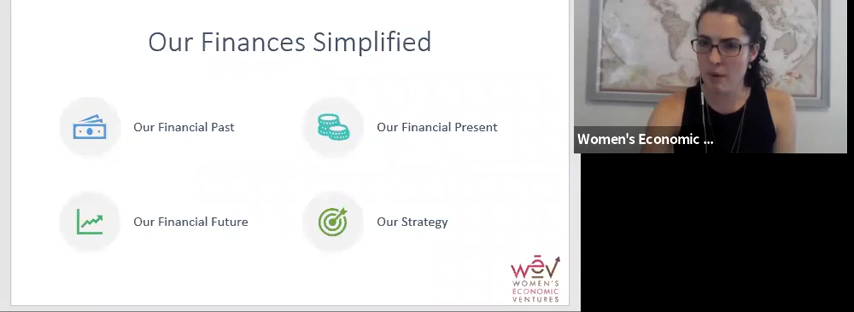 Our Finances Simplified
Our Financial Past
Our Financial Present
Our Financial Future
Our Strategy
wev
WOMEN'S
ECONOMIC
VENTURES
Women's Economic ...